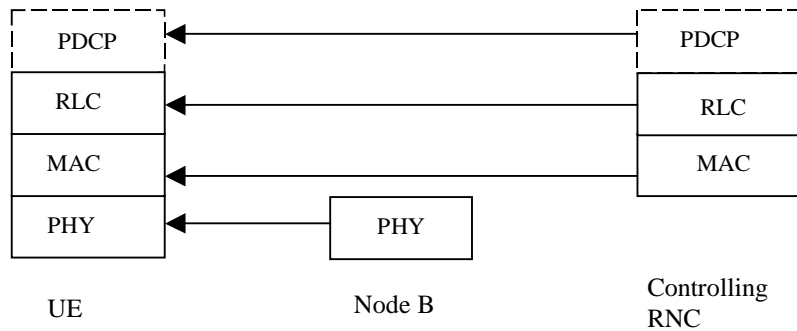 PDCP
PDCP
RLC
RLC
MAC
MAC
PHY
PHY
UE
Node B
Controlling
RNC